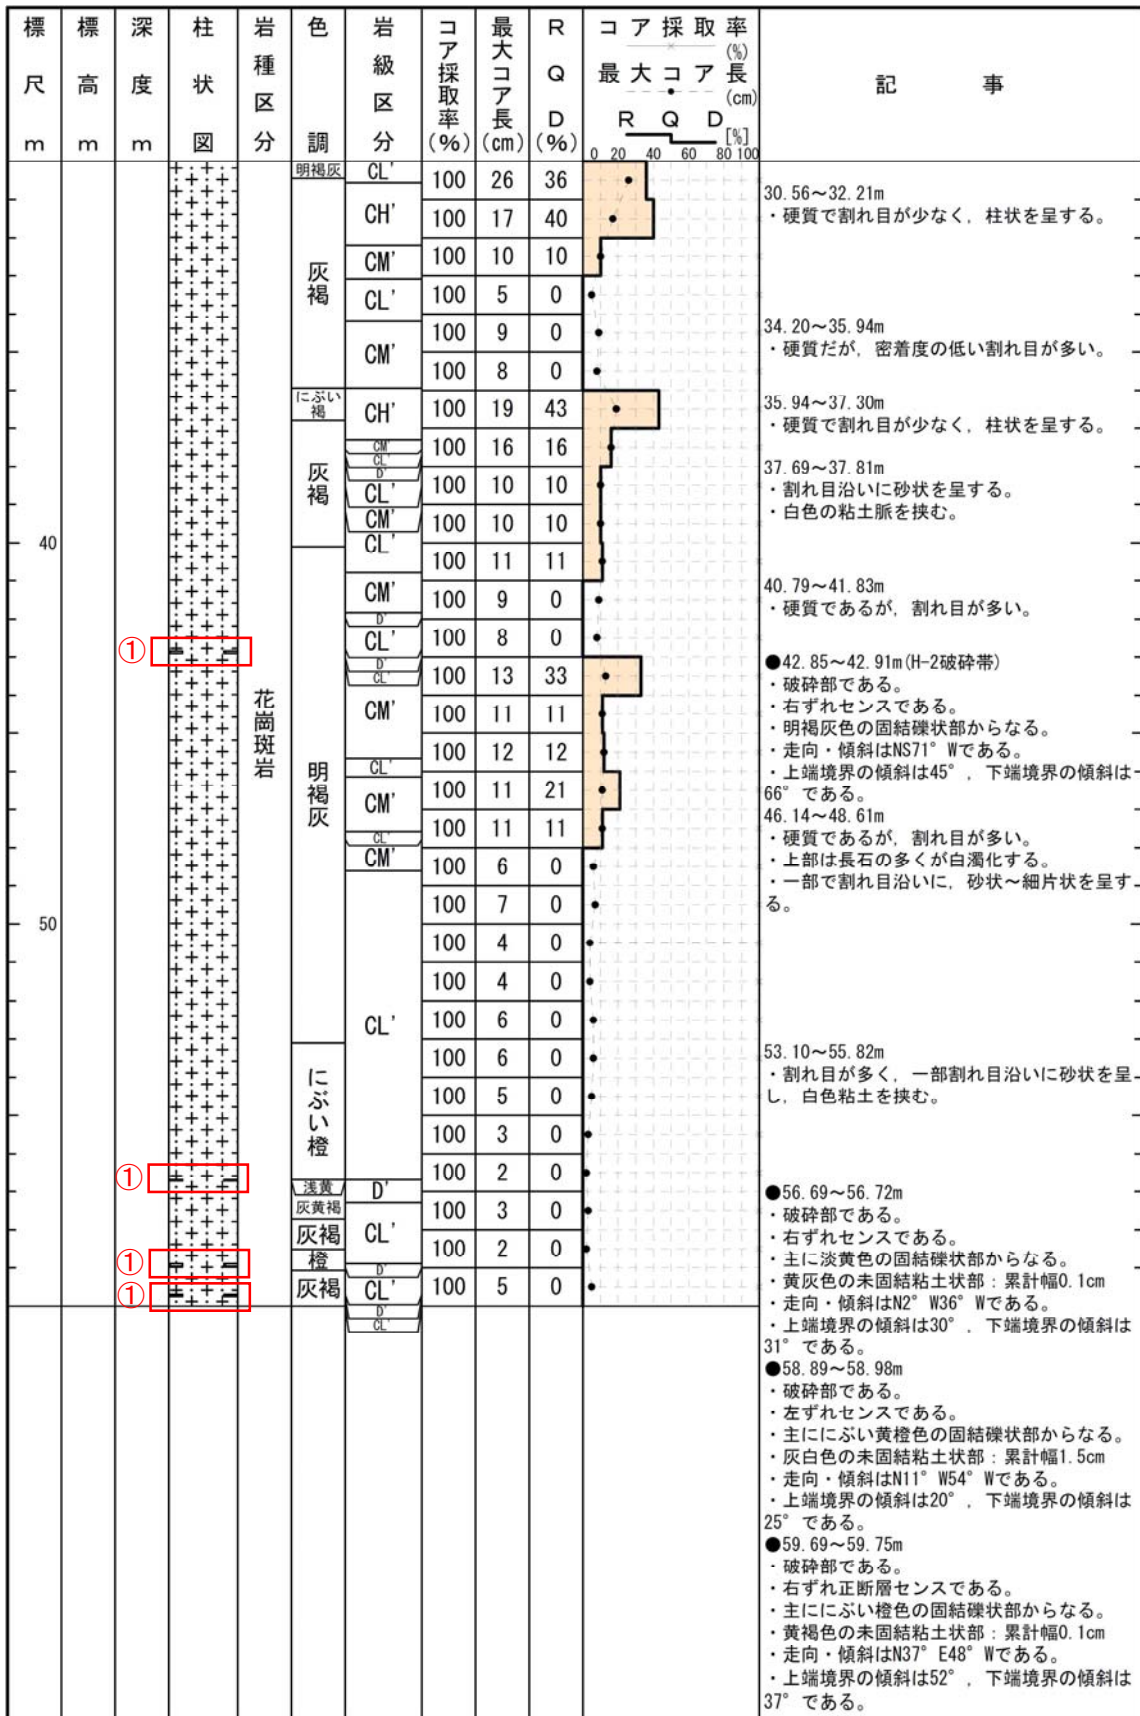 標尺m
標高m
深度m
柱状図
岩種区分
色調
岩級区分
コア採取率(%)
最大コア長(cm)
RQD(%)
コア採取率(%)
最大コア長(cm)
RQD[%]
0 20 40 60 80 100
記事
40
50
①
①
①
①
花崗斑岩
明褐灰
灰褐
にぶい褐
灰褐
明褐灰
にぶい橙
浅黄
灰黄褐
灰褐
橙
灰褐
CL'
CH'
CM'
CL'
CM'
CH'
CM'
CL'
D'
CL'
CM'
CL'
CM'
D'
CL'
D'
CL'
CM'
CL'
CM'
CL'
CM'
CL'
D'
CL'
D'
CL'
D'
CL'
100 26 36
100 17 40
100 10 10
100 5 0
100 9 0
100 8 0
100 19 43
100 16 16
100 10 10
100 10 10
100 11 11
100 9 0
100 8 0
100 13 33
100 11 11
100 12 12
100 11 21
100 11 11
100 6 0
100 7 0
100 4 0
100 4 0
100 6 0
100 6 0
100 5 0
100 3 0
100 2 0
100 3 0
100 2 0
100 5 0
30.56～32.21m
・硬質で割れ目が少なく，柱状を呈する。
34.20～35.94m
・硬質だが，密着度の低い割れ目が多い。
35.94～37.30m
・硬質で割れ目が少なく，柱状を呈する。
37.69～37.81m
・割れ目沿いに砂状を呈する。
・白色の粘土脈を挟む。
40.79～41.83m
・硬質であるが，割れ目が多い。
●42.85～42.91m(H-2破砕帯)
・破砕部である。
・右ずれセンスである。
・明褐灰色の固結礫状部からなる。
・走向・傾斜はNS71°Wである。
・上端境界の傾斜は45°，下端境界の傾斜は
66°である。
46.14～48.61m
・硬質であるが，割れ目が多い。
・上部は長石の多くが白濁化する。
・一部で割れ目沿いに，砂状～細片状を呈す
る。
53.10～55.82m
・割れ目が多く，一部割れ目沿いに砂状を呈
し，白色粘土を挟む。
●56.69～56.72m
・破砕部である。
・右ずれセンスである。
・主に淡黄色の固結礫状部からなる。
・黄灰色の未固結粘土状部：累計幅0.1cm
・走向・傾斜はN2°W36°Wである。
・上端境界の傾斜は30°，下端境界の傾斜は
31°である。
●58.89～58.98m
・破砕部である。
・左ずれセンスである。
・主ににぶい黄橙色の固結礫状部からなる。
・灰白色の未固結粘土状部：累計幅1.5cm
・走向・傾斜はN11°W54°Wである。
・上端境界の傾斜は20°，下端境界の傾斜は
25°である。
●59.69～59.75m
・破砕部である。
・右ずれ正断層センスである。
・主ににぶい橙色の固結礫状部からなる。
・黄褐色の未固結粘土状部：累計幅0.1cm
・走向・傾斜はN37°E48°Wである。
・上端境界の傾斜は52°，下端境界の傾斜は
37°である。